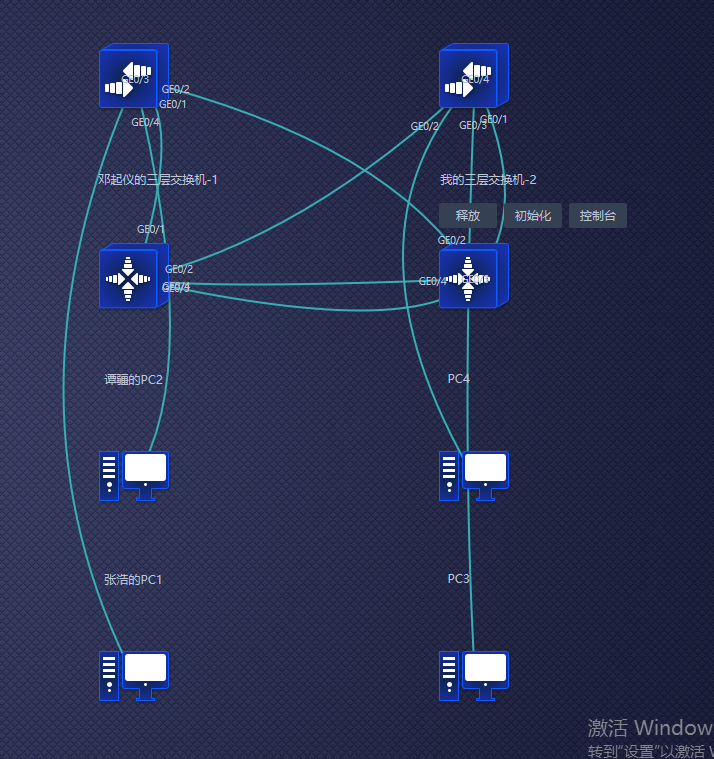 GE0/3
GE0/2
GE0/1
GE0/4
GE0/4
GE0/1
GE0/2
GE0/3
邓起仪的三层交换机-1
我的三层交换机-2
释放 初始化 控制台
GE0/1
GE0/2
GE0/2
GE0/4
GE0/4
谭骊的PC2
PC4
张浩的PC1
PC3
激活 Window
转到“设置”以激活 W